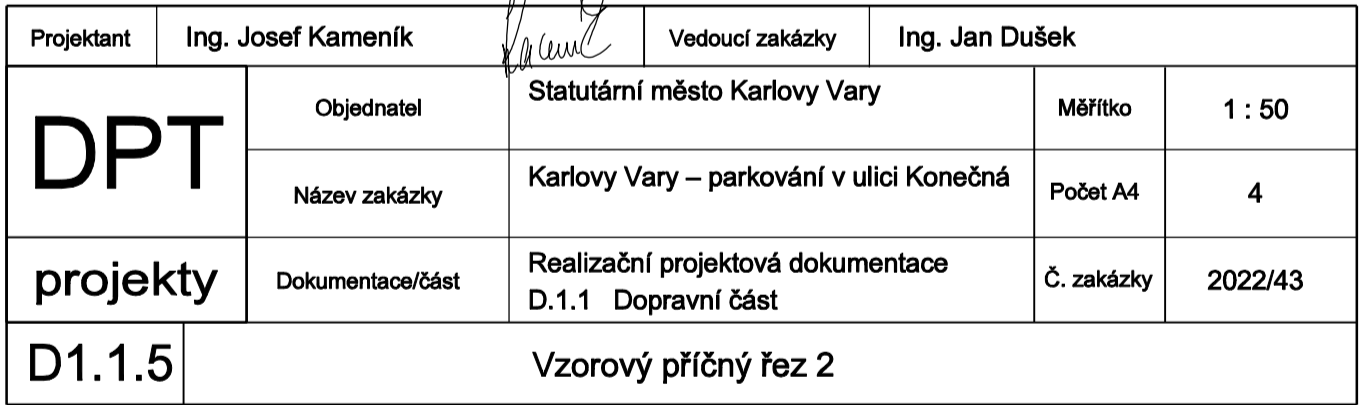 Projektant Ing. Josef Kameník Vedoucí zakázky Ing. Jan Dušek
DPT
Objednatel Statutární město Karlovy Vary Měřítko 1 : 50
Název zakázky Karlovy Vary – parkování v ulici Konečná Počet A4 4
projekty
Dokumentace/část Realizační projektová dokumentace Č. zakázky 2022/43
D.1.1 Dopravní část
D1.1.5 Vzorový příčný řez 2